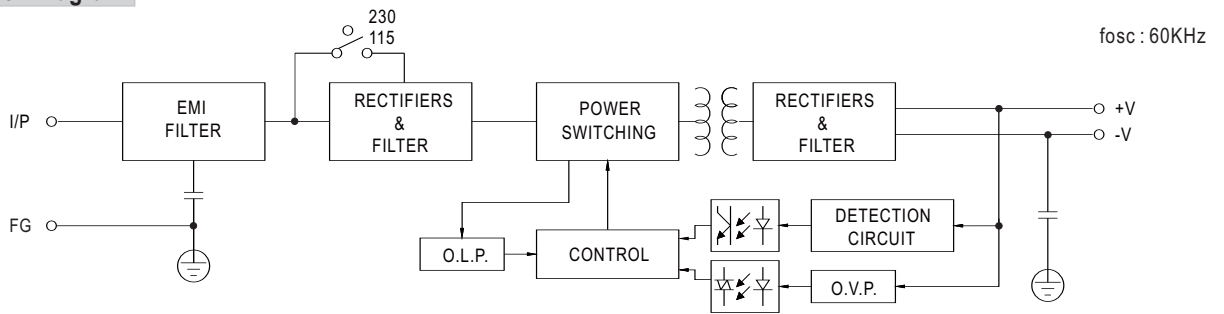 230
115
fosc : 60KHz
I/P
EMI
FILTER
RECTIFIERS
&
FILTER
POWER
SWITCHING
RECTIFIERS
&
FILTER
+V
-V
FG
O.L.P.
CONTROL
DETECTION
CIRCUIT
O.V.P.